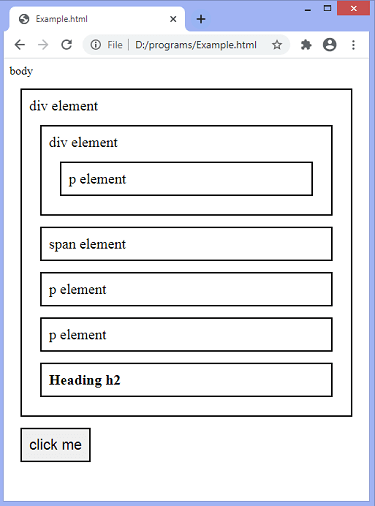 Example.html
File | D:/programs/Example.html
body
div element
div element
p element
span element
p element
p element
Heading h2
click me